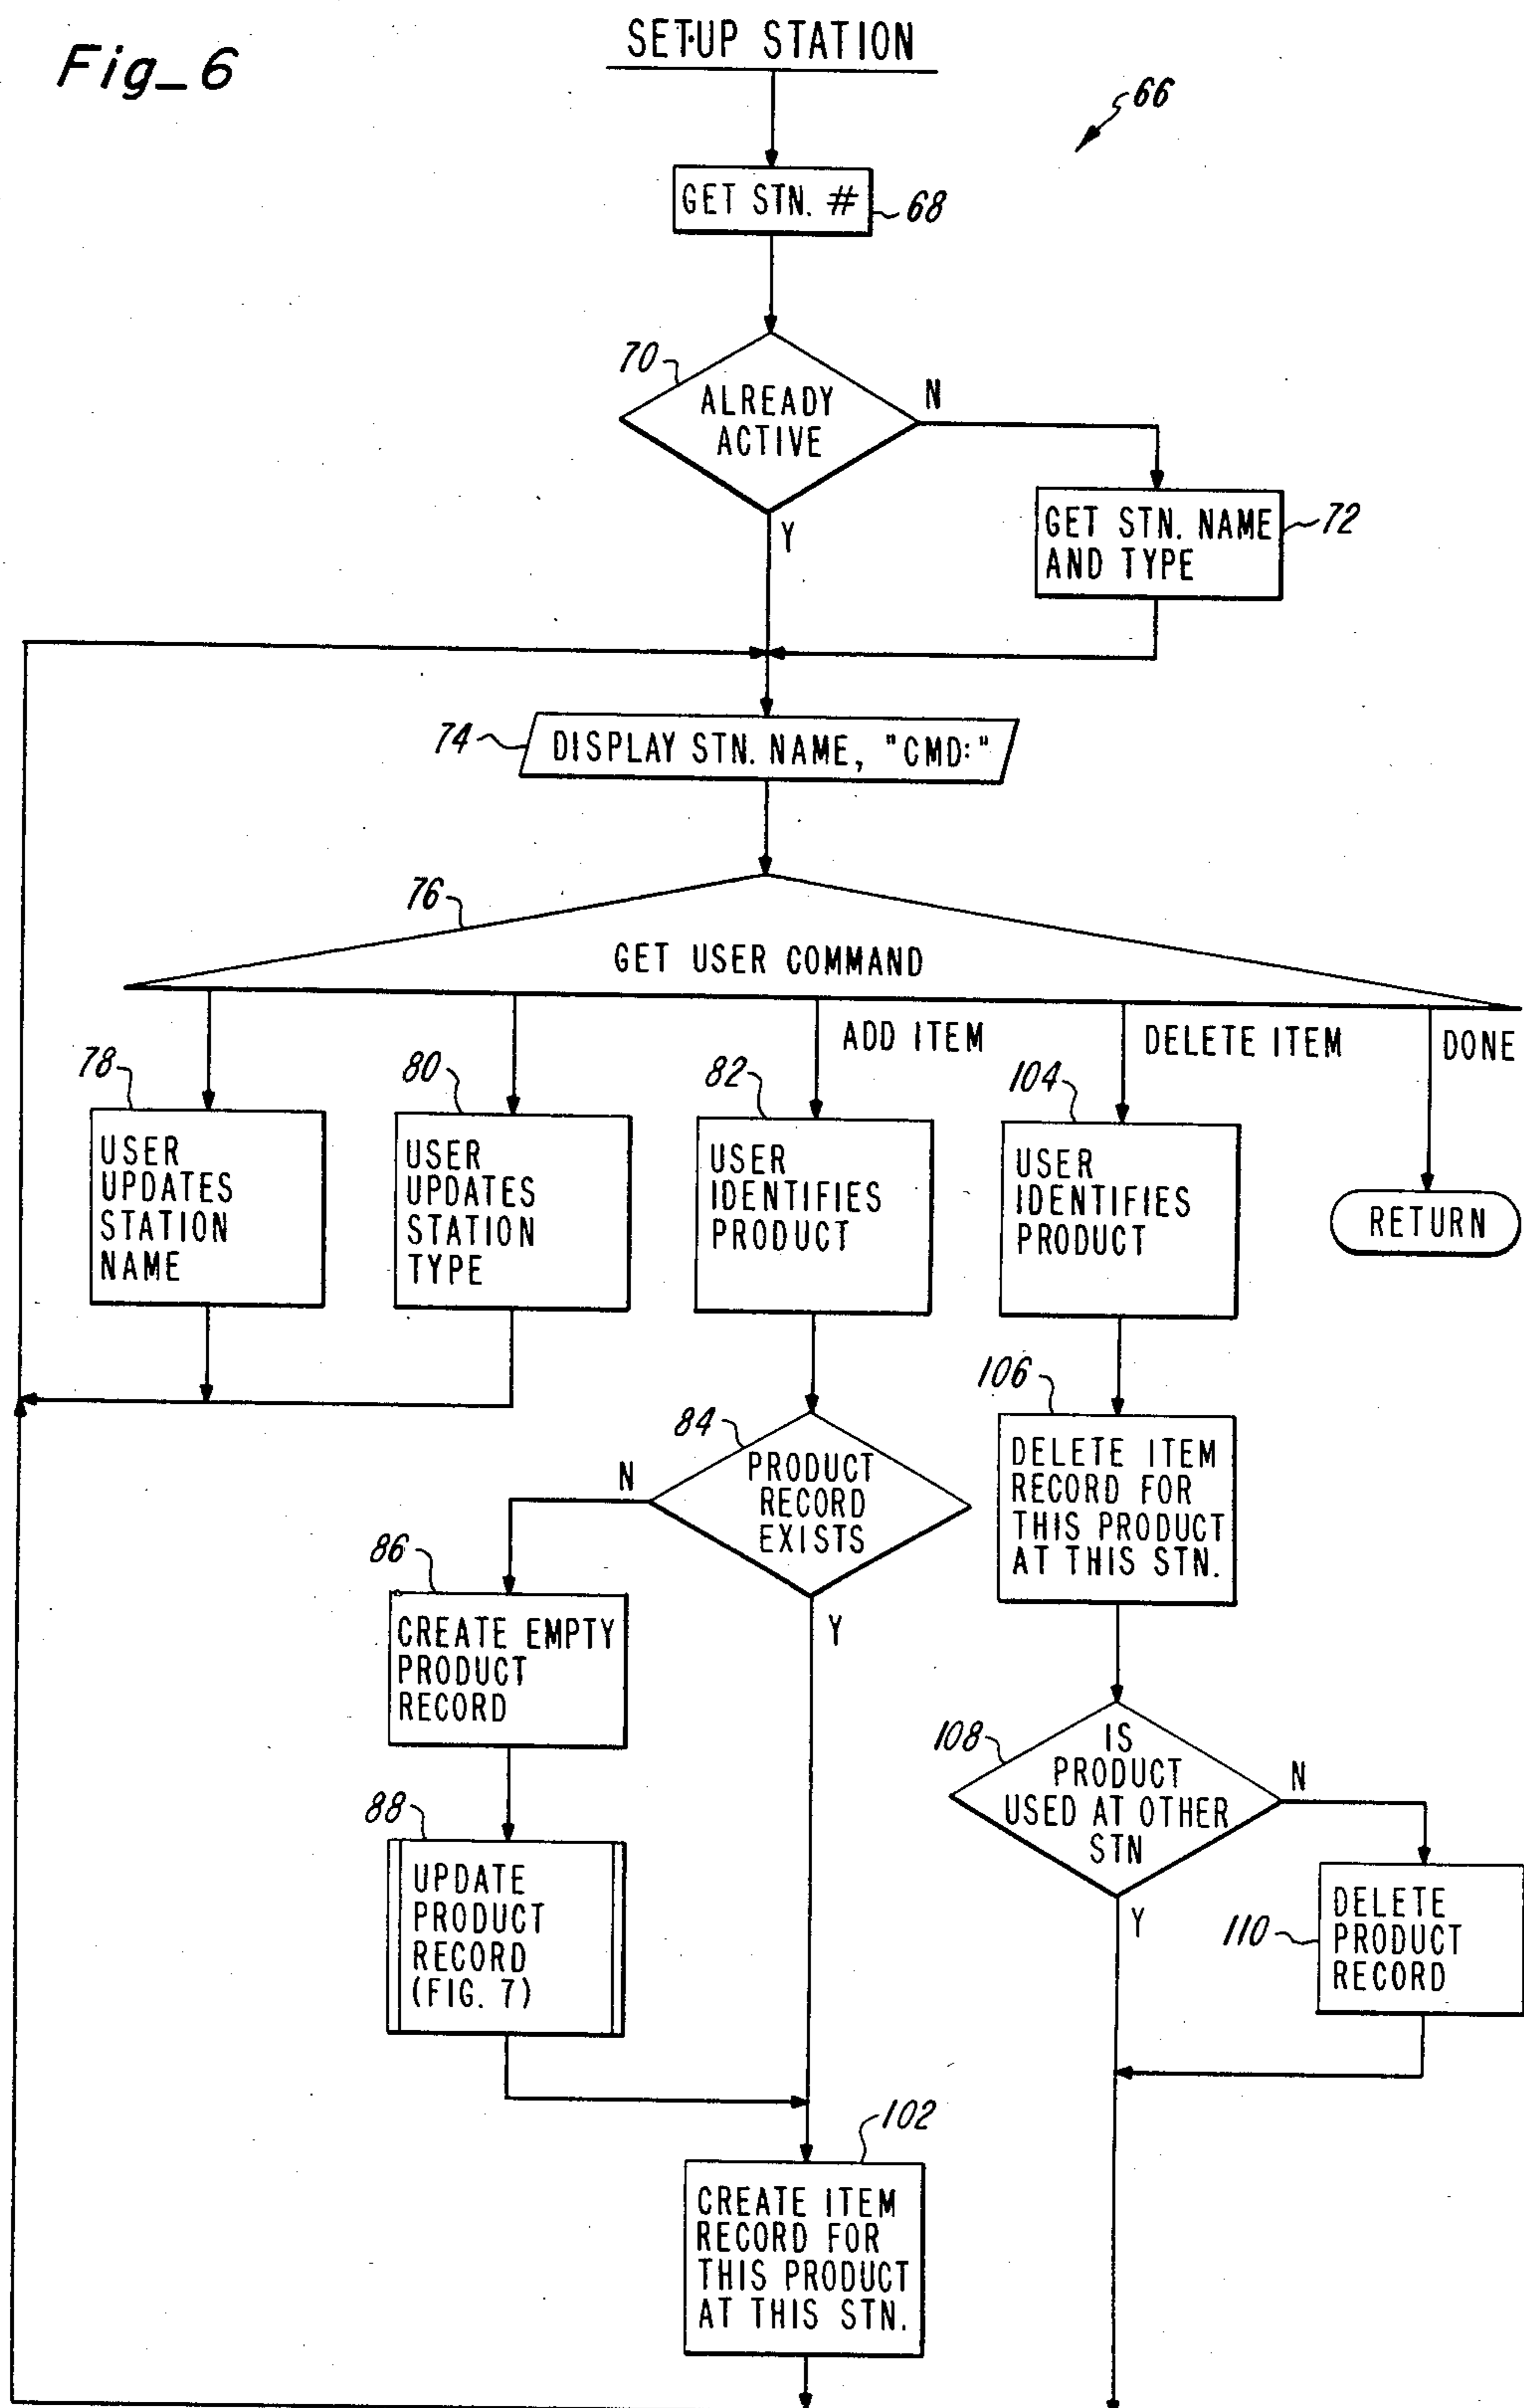 Fig_6
SET-UP STATION
66
GET STN. #
68
70
ALREADY
ACTIVE
N
Y
GET STN. NAME
AND TYPE
72
74
DISPLAY STN. NAME, "CMD:"
76
GET USER COMMAND
ADD ITEM
DELETE ITEM
DONE
78
USER
UPDATES
STATION
NAME
80
USER
UPDATES
STATION
TYPE
82
USER
IDENTIFIES
PRODUCT
104
USER
IDENTIFIES
PRODUCT
RETURN
84
PRODUCT
RECORD
EXISTS
N
Y
106
DELETE ITEM
RECORD FOR
THIS PRODUCT
AT THIS STN.
86
CREATE EMPTY
PRODUCT
RECORD
88
UPDATE
PRODUCT
RECORD
(FIG. 7)
108
IS
PRODUCT
USED AT OTHER
STN
N
Y
110
DELETE
PRODUCT
RECORD
102
CREATE ITEM
RECORD FOR
THIS PRODUCT
AT THIS STN.